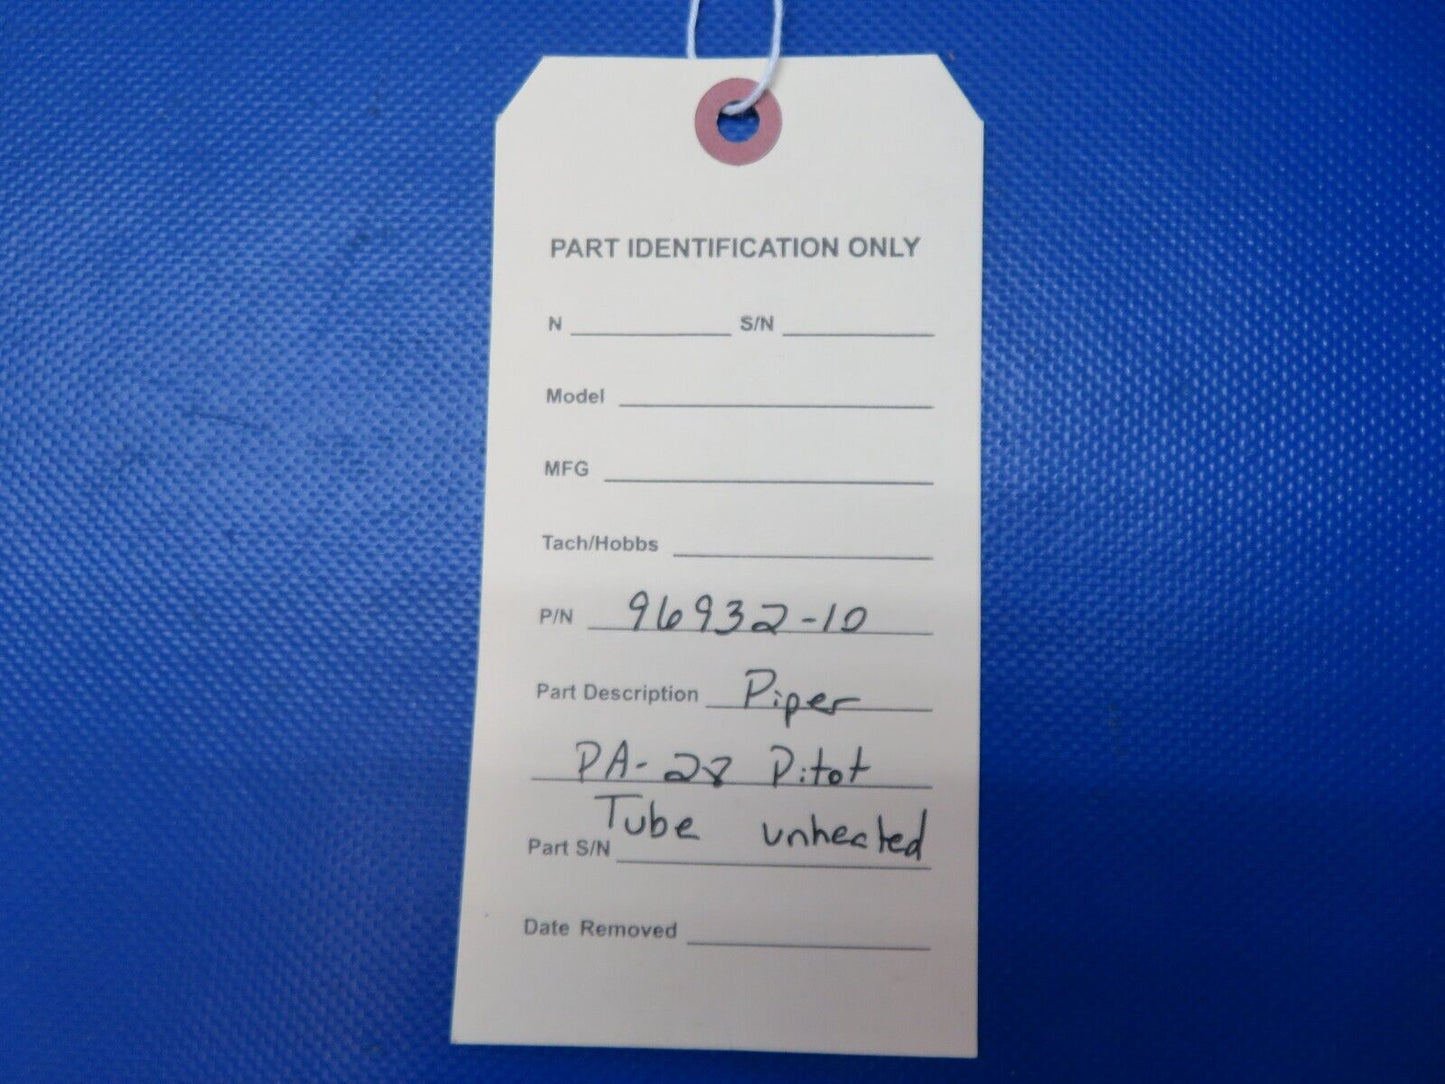 PART IDENTIFICATION ONLY
N S/N
Model
MFG
Tach/Hobbs
P/N 96932-10
Part Description Piper
PA-28 Pitot
Tube unheated
Part S/N
Date Removed